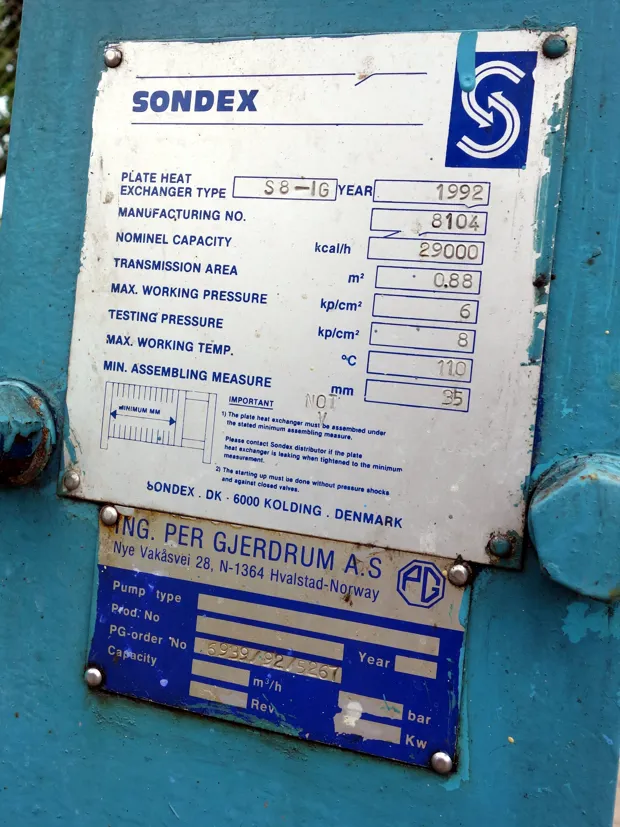 SONDEX
PLATE HEAT
EXCHANGER TYPE S8-IG YEAR 1992
MANUFACTURING NO. 8104
NOMINEL CAPACITY kcal/h 29000
TRANSMISSION AREA m² 0.88
MAX. WORKING PRESSURE kp/cm² 6
TESTING PRESSURE kp/cm² 8
MAX. WORKING TEMP. °C 110
MIN. ASSEMBLING MEASURE mm 35
MINIMUM MM
IMPORTANT NOT
V
1) The plate heat exchanger must be assembled under
the stated minimum assembling measure.
Please contact Sondex distributor if the plate
heat exchanger is leaking when tightened to the minimum
measurement.
2) The starting up must be done without pressure shocks
and against closed valves.
SONDEX . DK - 6000 KOLDING . DENMARK
ING. PER GJERDRUM A.S
Nye Vakåsvei 28, N-1364 Hvalstad-Norway
PG
Pump type
Prod. No
PG-order No Year
Capacity m³/h bar
Rev Kw